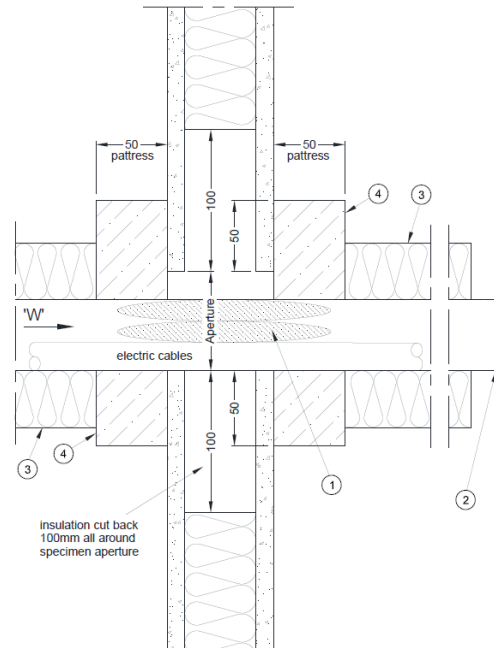 50
pattress
50
pattress
4
3
100
50
Aperture
'W'
electric cables
50
100
3
4
1
2
insulation cut back
100mm all around
specimen aperture